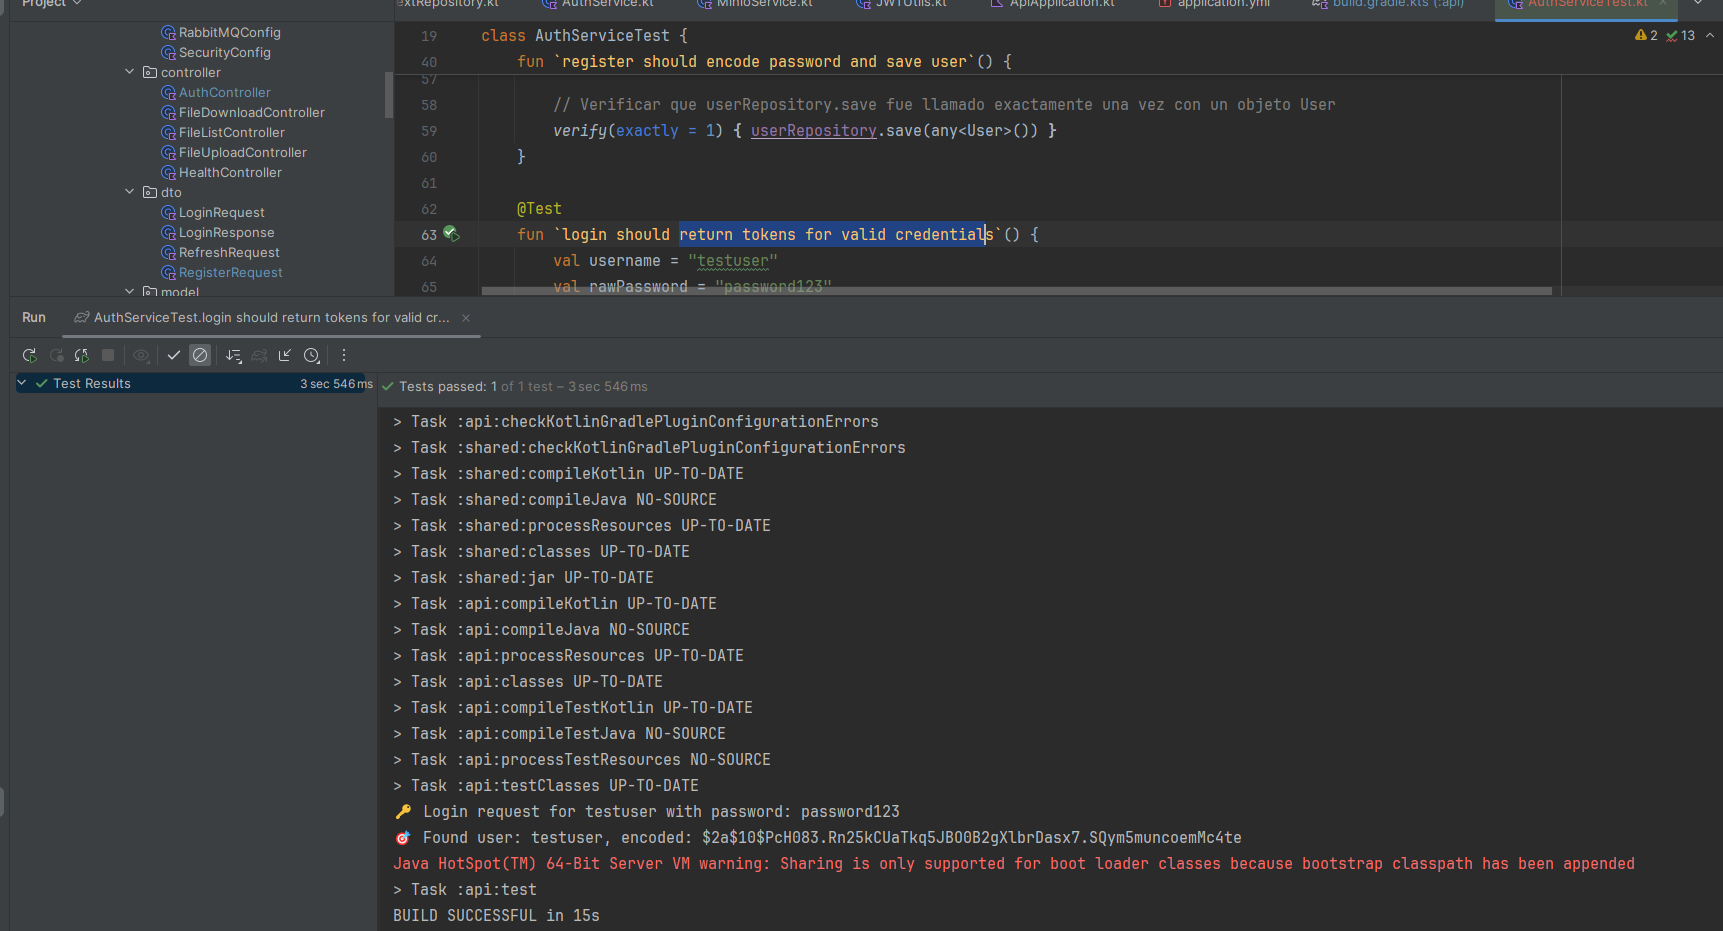 Project
extRepository.kt AuthService.kt MinioService.kt JWTUtils.kt ApiApplication.kt application.yml build.gradle.kts (:api) AuthServiceTest.kt
RabbitMQConfig
SecurityConfig
controller
AuthController
FileDownloadController
FileListController
FileUploadController
HealthController
dto
LoginRequest
LoginResponse
RefreshRequest
RegisterRequest
model
19 class AuthServiceTest {
2 13
40 fun `register should encode password and save user`() {
57
58 // Verificar que userRepository.save fue llamado exactamente una vez con un objeto User
59 verify(exactly = 1) { userRepository.save(any<User>()) }
60 }
61
62 @Test
63 fun `login should return tokens for valid credentials`() {
64 val username = "testuser"
65 val rawPassword = "password123"
Run AuthServiceTest.login should return tokens for valid cr...
Test Results 3 sec 546 ms
Tests passed: 1 of 1 test – 3 sec 546 ms
> Task :api:checkKotlinGradlePluginConfigurationErrors
> Task :shared:checkKotlinGradlePluginConfigurationErrors
> Task :shared:compileKotlin UP-TO-DATE
> Task :shared:compileJava NO-SOURCE
> Task :shared:processResources UP-TO-DATE
> Task :shared:classes UP-TO-DATE
> Task :shared:jar UP-TO-DATE
> Task :api:compileKotlin UP-TO-DATE
> Task :api:compileJava NO-SOURCE
> Task :api:processResources UP-TO-DATE
> Task :api:classes UP-TO-DATE
> Task :api:compileTestKotlin UP-TO-DATE
> Task :api:compileTestJava NO-SOURCE
> Task :api:processTestResources NO-SOURCE
> Task :api:testClasses UP-TO-DATE
🔑 Login request for testuser with password: password123
🎯 Found user: testuser, encoded: $2a$10$PcH083.Rn25kCUaTkq5JBO0B2gXlbrDasx7.SQym5muncoemMc4te
Java HotSpot(TM) 64-Bit Server VM warning: Sharing is only supported for boot loader classes because bootstrap classpath has been appended
> Task :api:test
BUILD SUCCESSFUL in 15s